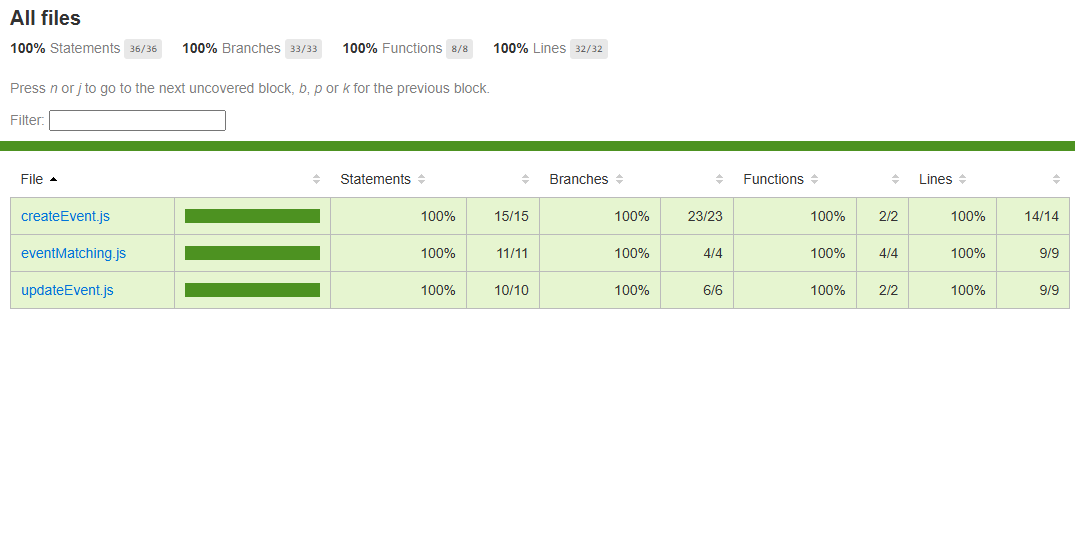 All files
100% Statements 36/36 100% Branches 33/33 100% Functions 8/8 100% Lines 32/32
Press n or j to go to the next uncovered block, b, p or k for the previous block.
Filter:
File Statements Branches Functions Lines
createEvent.js 100% 15/15 100% 23/23 100% 2/2 100% 14/14
eventMatching.js 100% 11/11 100% 4/4 100% 4/4 100% 9/9
updateEvent.js 100% 10/10 100% 6/6 100% 2/2 100% 9/9